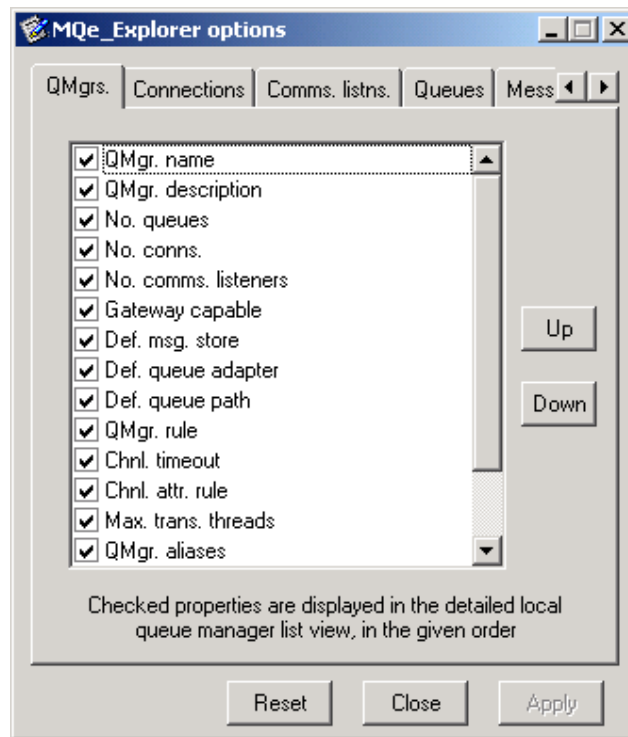 MQe_Explorer options
QMgrs. Connections Comms. listns. Queues Mess
QMgr. name
QMgr. description
No. queues
No. conns.
No. comms. listeners
Gateway capable
Def. msg. store
Def. queue adapter
Def. queue path
QMgr. rule
Chnl. timeout
Chnl. attr. rule
Max. trans. threads
QMgr. aliases
Up
Down
Checked properties are displayed in the detailed local
queue manager list view, in the given order
Reset Close Apply